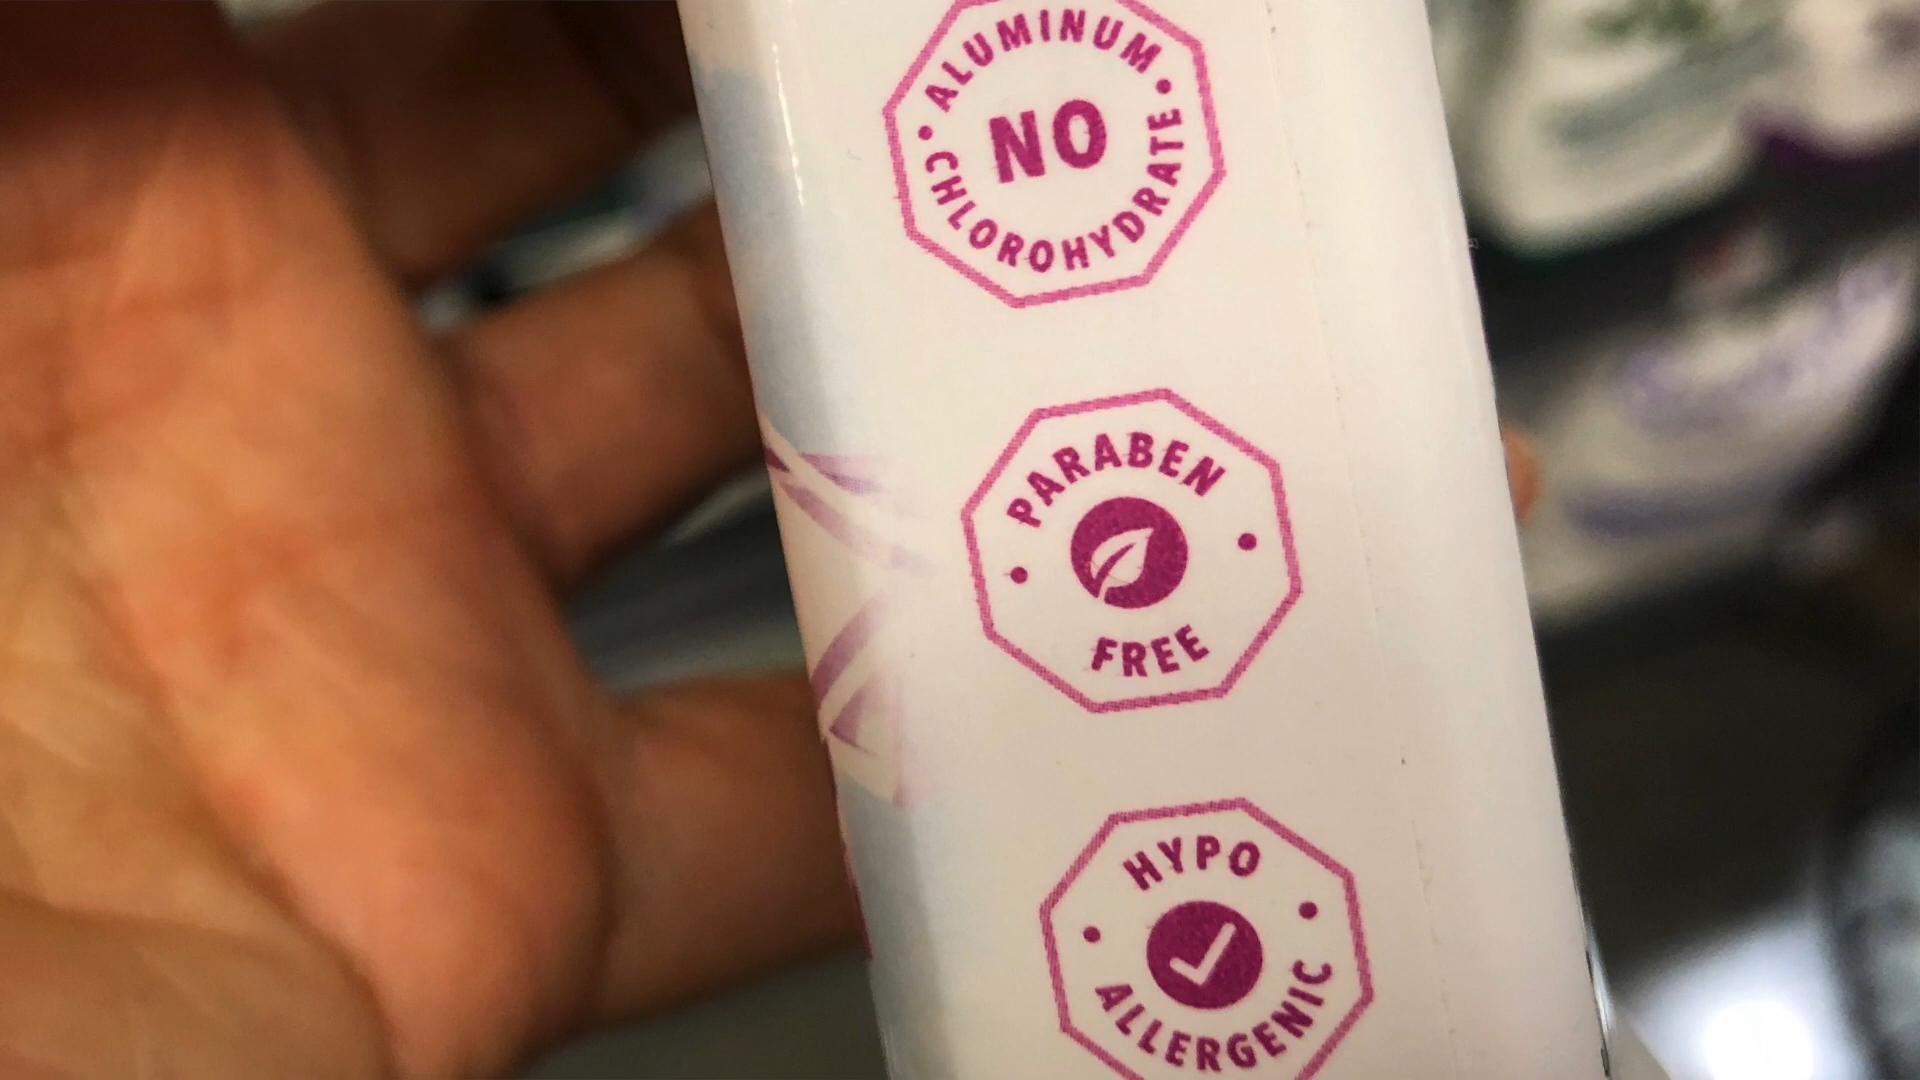 ALUMINUM
NO
CHLOROHYDRATE
PARABEN
FREE
HYPO
ALLERGENIC